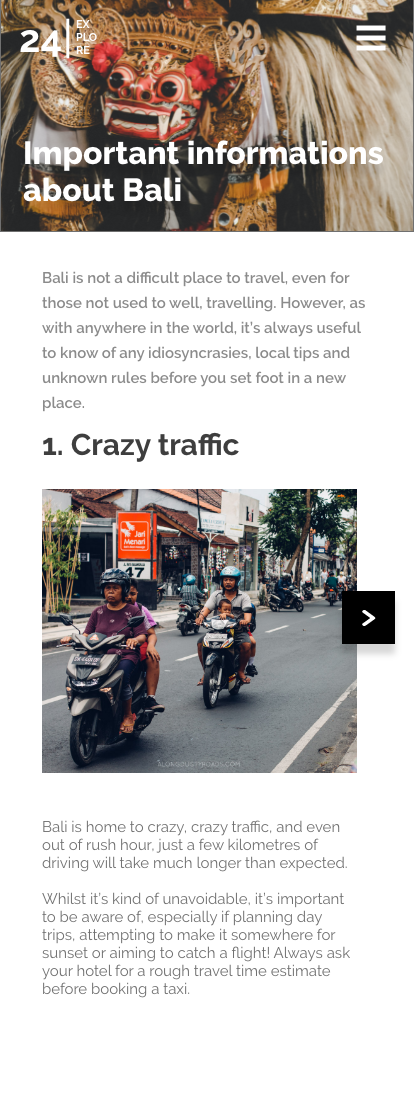 24
EX
PLO
RE
Important informations
about Bali
Bali is not a difficult place to travel, even for
those not used to well, travelling. However, as
with anywhere in the world, it's always useful
to know of any idiosyncrasies, local tips and
unknown rules before you set foot in a new
place.
1. Crazy traffic
Jari
Menari
47
Bali is home to crazy, crazy traffic, and even
out of rush hour, just a few kilometres of
driving will take much longer than expected.
Whilst it's kind of unavoidable, it's important
to be aware of, especially if planning day
trips, attempting to make it somewhere for
sunset or aiming to catch a flight! Always ask
your hotel for a rough travel time estimate
before booking a taxi.